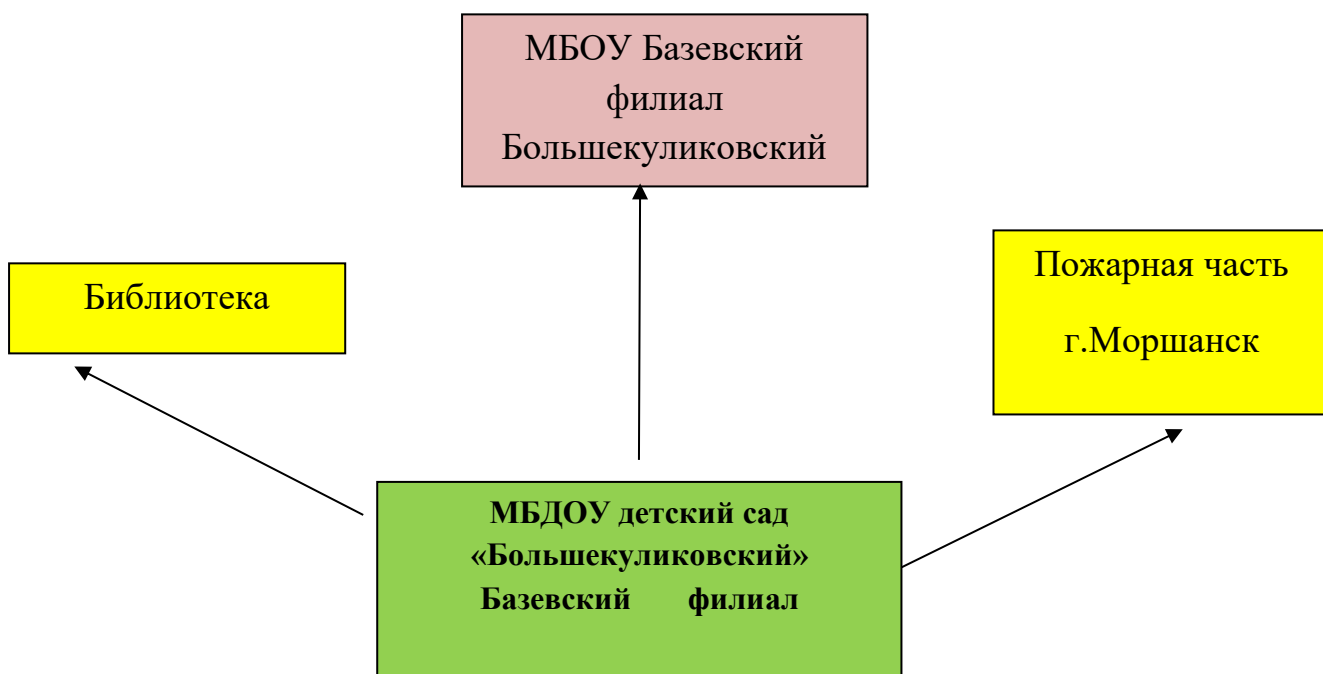 МБОУ Базевский
филиал
Большекуликовский
Библиотека
Пожарная часть
г.Моршанск
МБДОУ детский сад
«Большекуликовский»
Базевский филиал